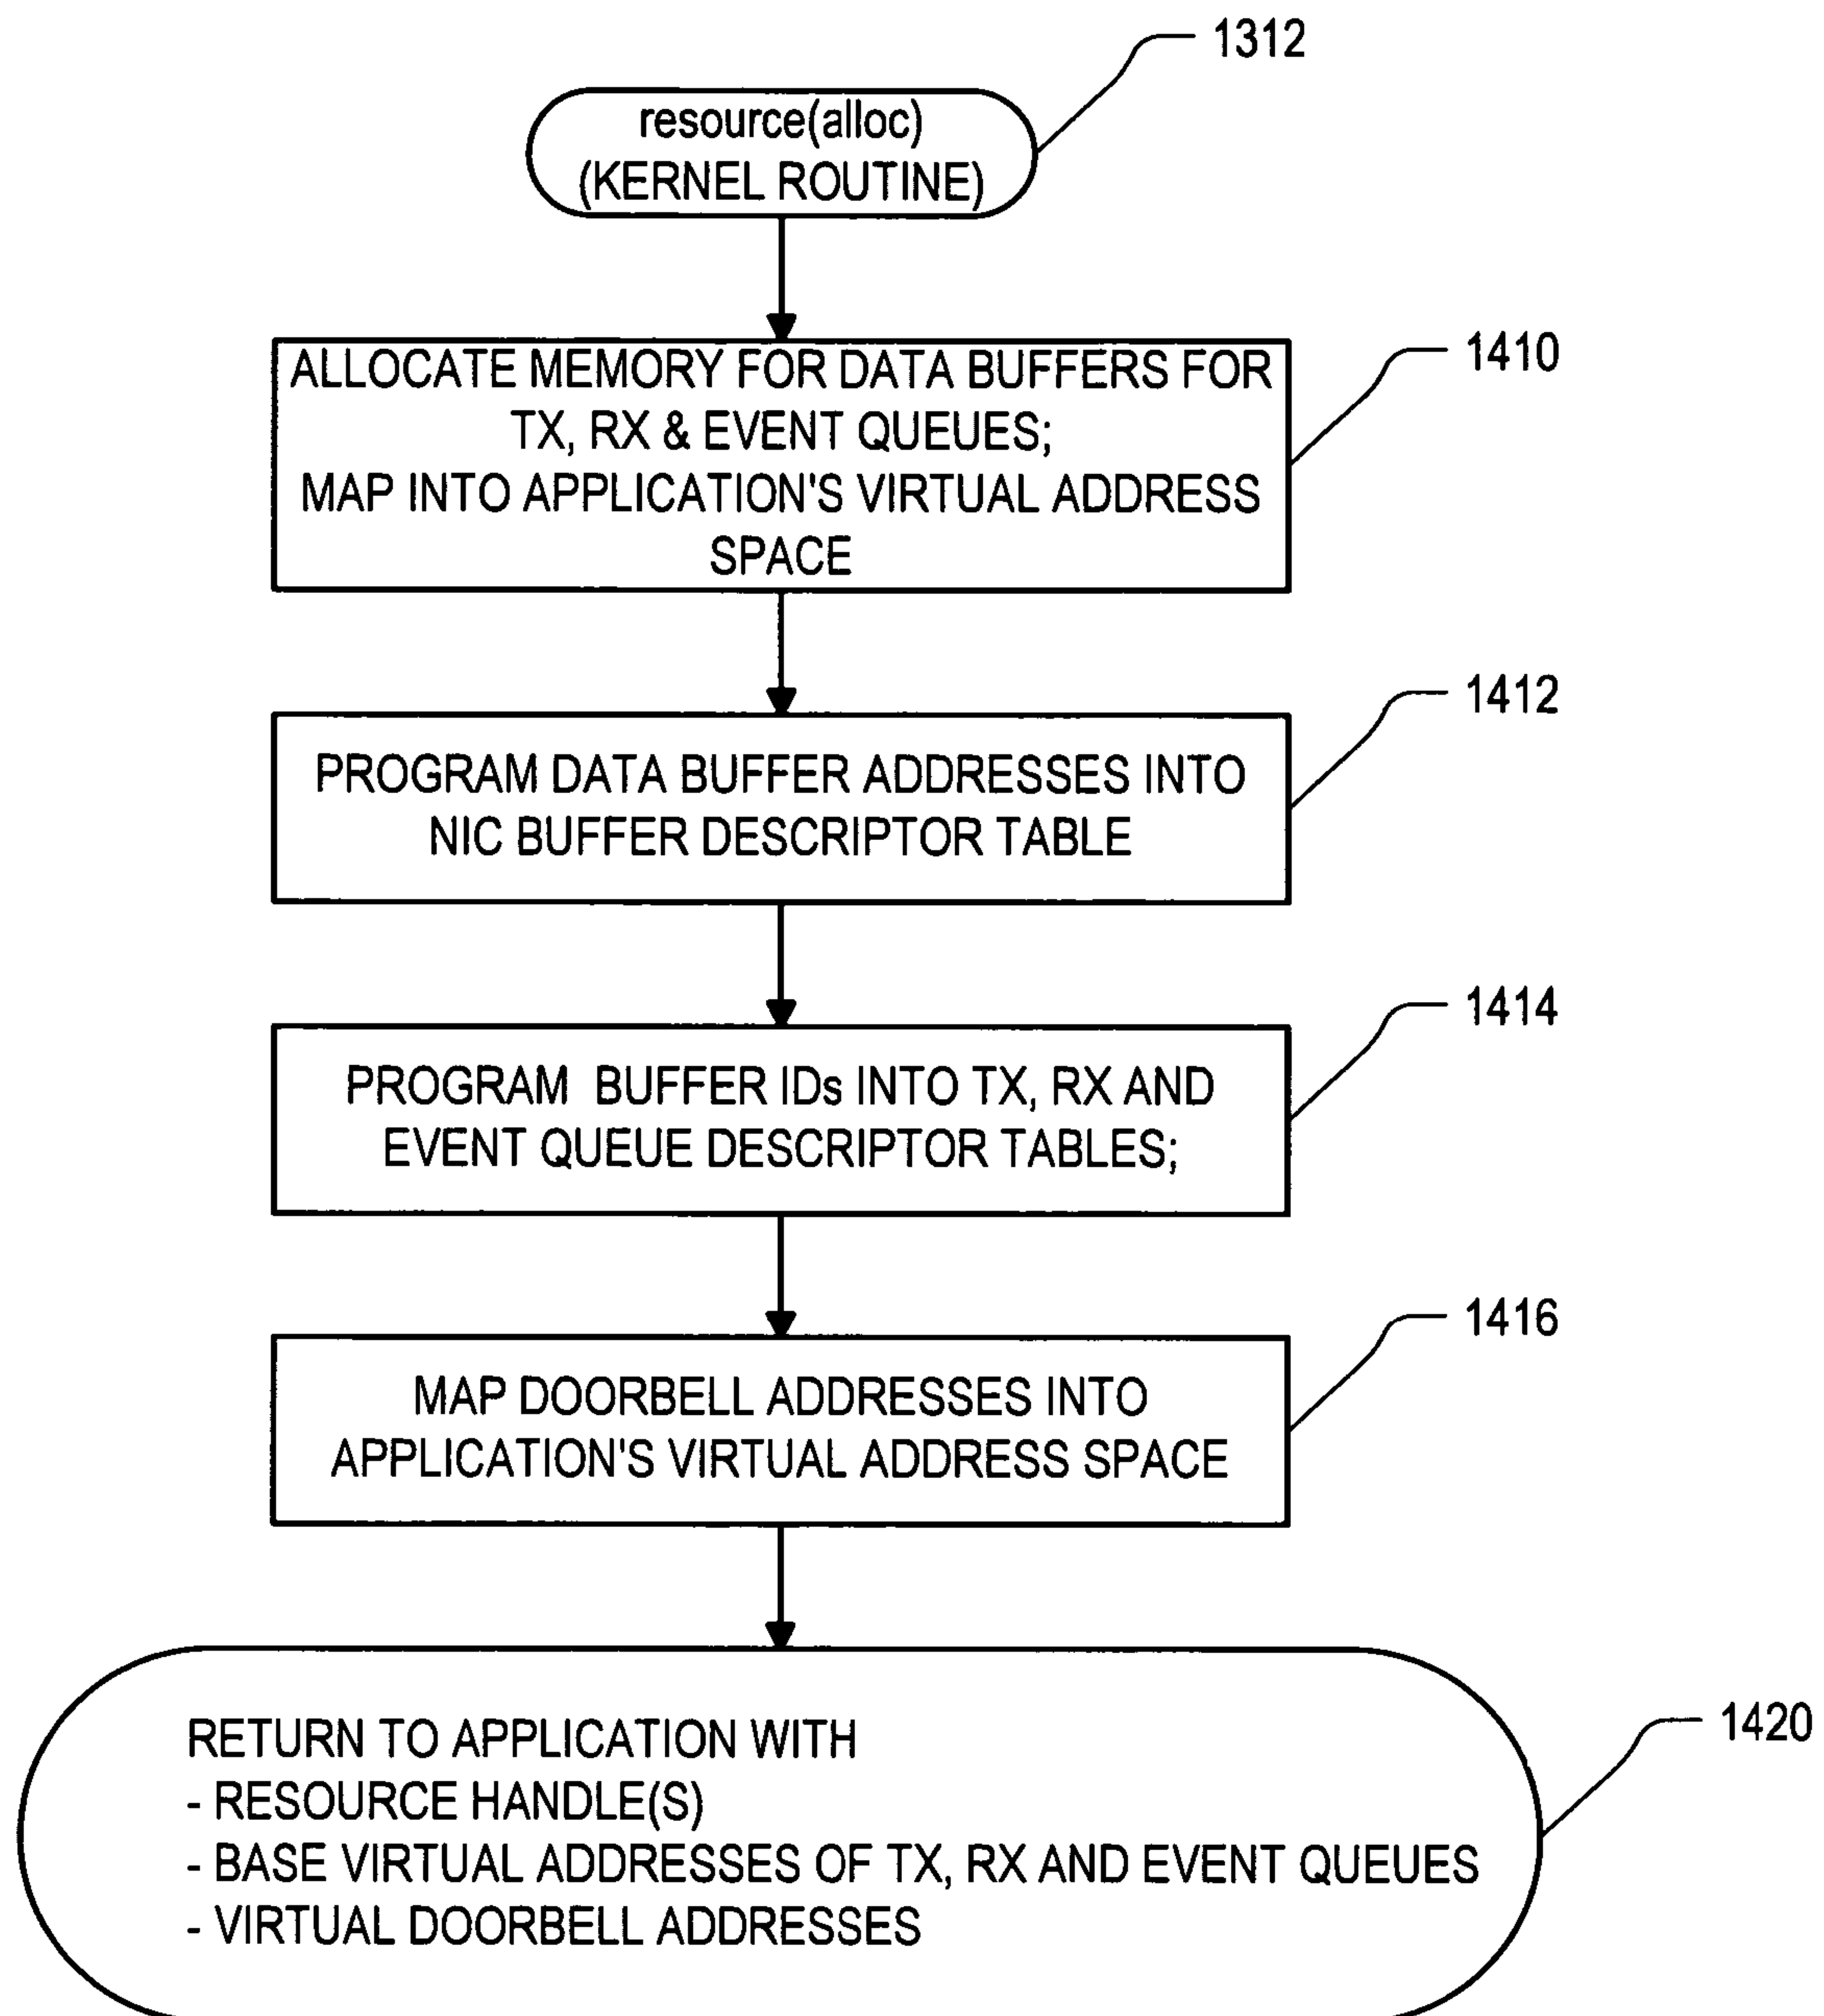 1312
resource(alloc)
(KERNEL ROUTINE)
1410
ALLOCATE MEMORY FOR DATA BUFFERS FOR
TX, RX & EVENT QUEUES;
MAP INTO APPLICATION'S VIRTUAL ADDRESS
SPACE
1412
PROGRAM DATA BUFFER ADDRESSES INTO
NIC BUFFER DESCRIPTOR TABLE
1414
PROGRAM BUFFER IDs INTO TX, RX AND
EVENT QUEUE DESCRIPTOR TABLES;
1416
MAP DOORBELL ADDRESSES INTO
APPLICATION'S VIRTUAL ADDRESS SPACE
1420
RETURN TO APPLICATION WITH
- RESOURCE HANDLE(S)
- BASE VIRTUAL ADDRESSES OF TX, RX AND EVENT QUEUES
- VIRTUAL DOORBELL ADDRESSES